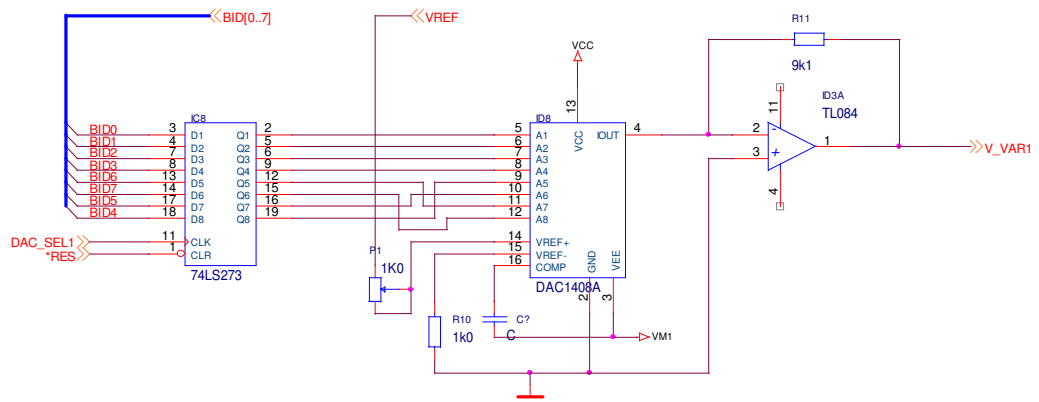 BID[0..7]
VREF
R11
9k1
VCC
ID3A
TL084
IC8
ID8
13
11
BID0 3 D1 Q1 2 5 A1 VCC IOUT 4 2 -
BID1 4 D2 Q2 5 6 A2
BID2 7 D3 Q3 6 7 A3 3 + 1 V_VAR1
BID3 8 D4 Q4 9 8 A4
BID6 13 D5 Q5 12 9 A5
BID7 14 D6 Q6 15 10 A6 4
BID5 17 D7 Q7 16 11 A7
BID4 18 D8 Q8 19 12 A8
DAC_SEL1 11 CLK 14 VREF+
*RES 1 CLR P1 15 VREF- GND VEE
1K0 16 COMP
74LS273
DAC1408A
2 3
R10 C?
1k0 C VM1